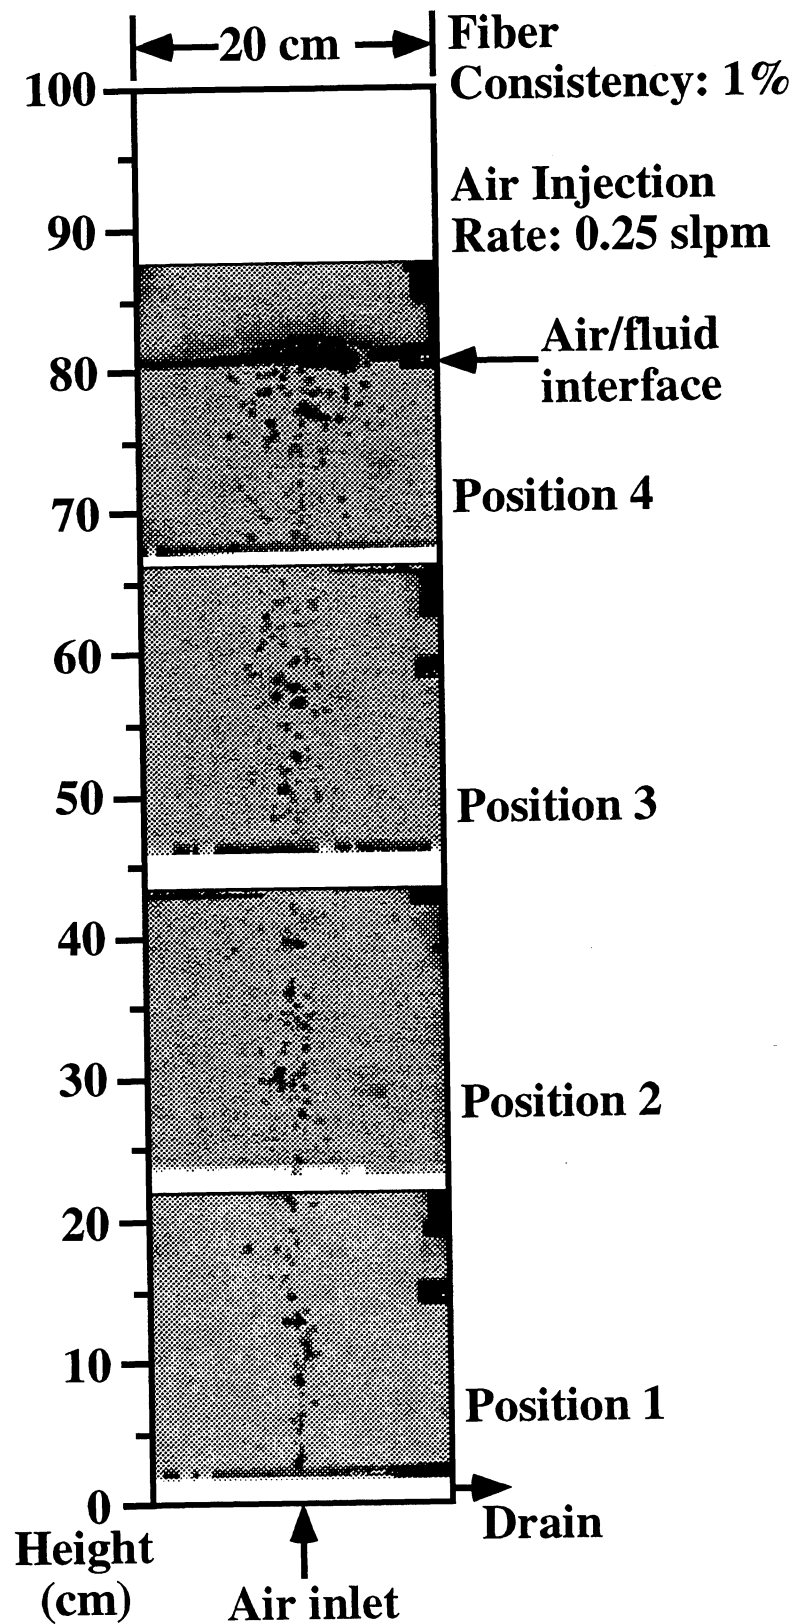 20 cm
Fiber
Consistency: 1%
100
Air Injection
Rate: 0.25 slpm
90
Air/fluid
interface
80
Position 4
70
60
Position 3
50
40
30
Position 2
20
10
Position 1
0
Drain
Height
(cm)
Air inlet